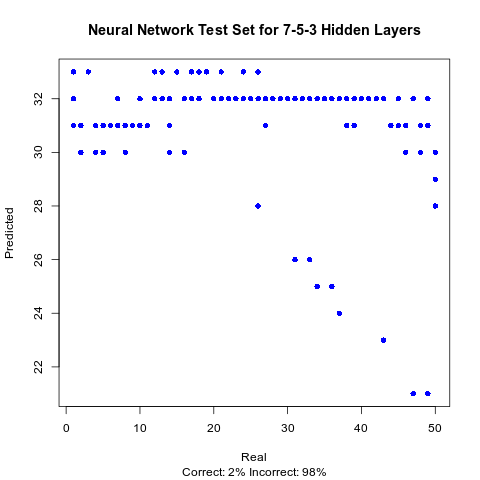 Neural Network Test Set for 7-5-3 Hidden Layers
Predicted
32
30
28
26
24
22
0 10 20 30 40 50
Real
Correct: 2% Incorrect: 98%